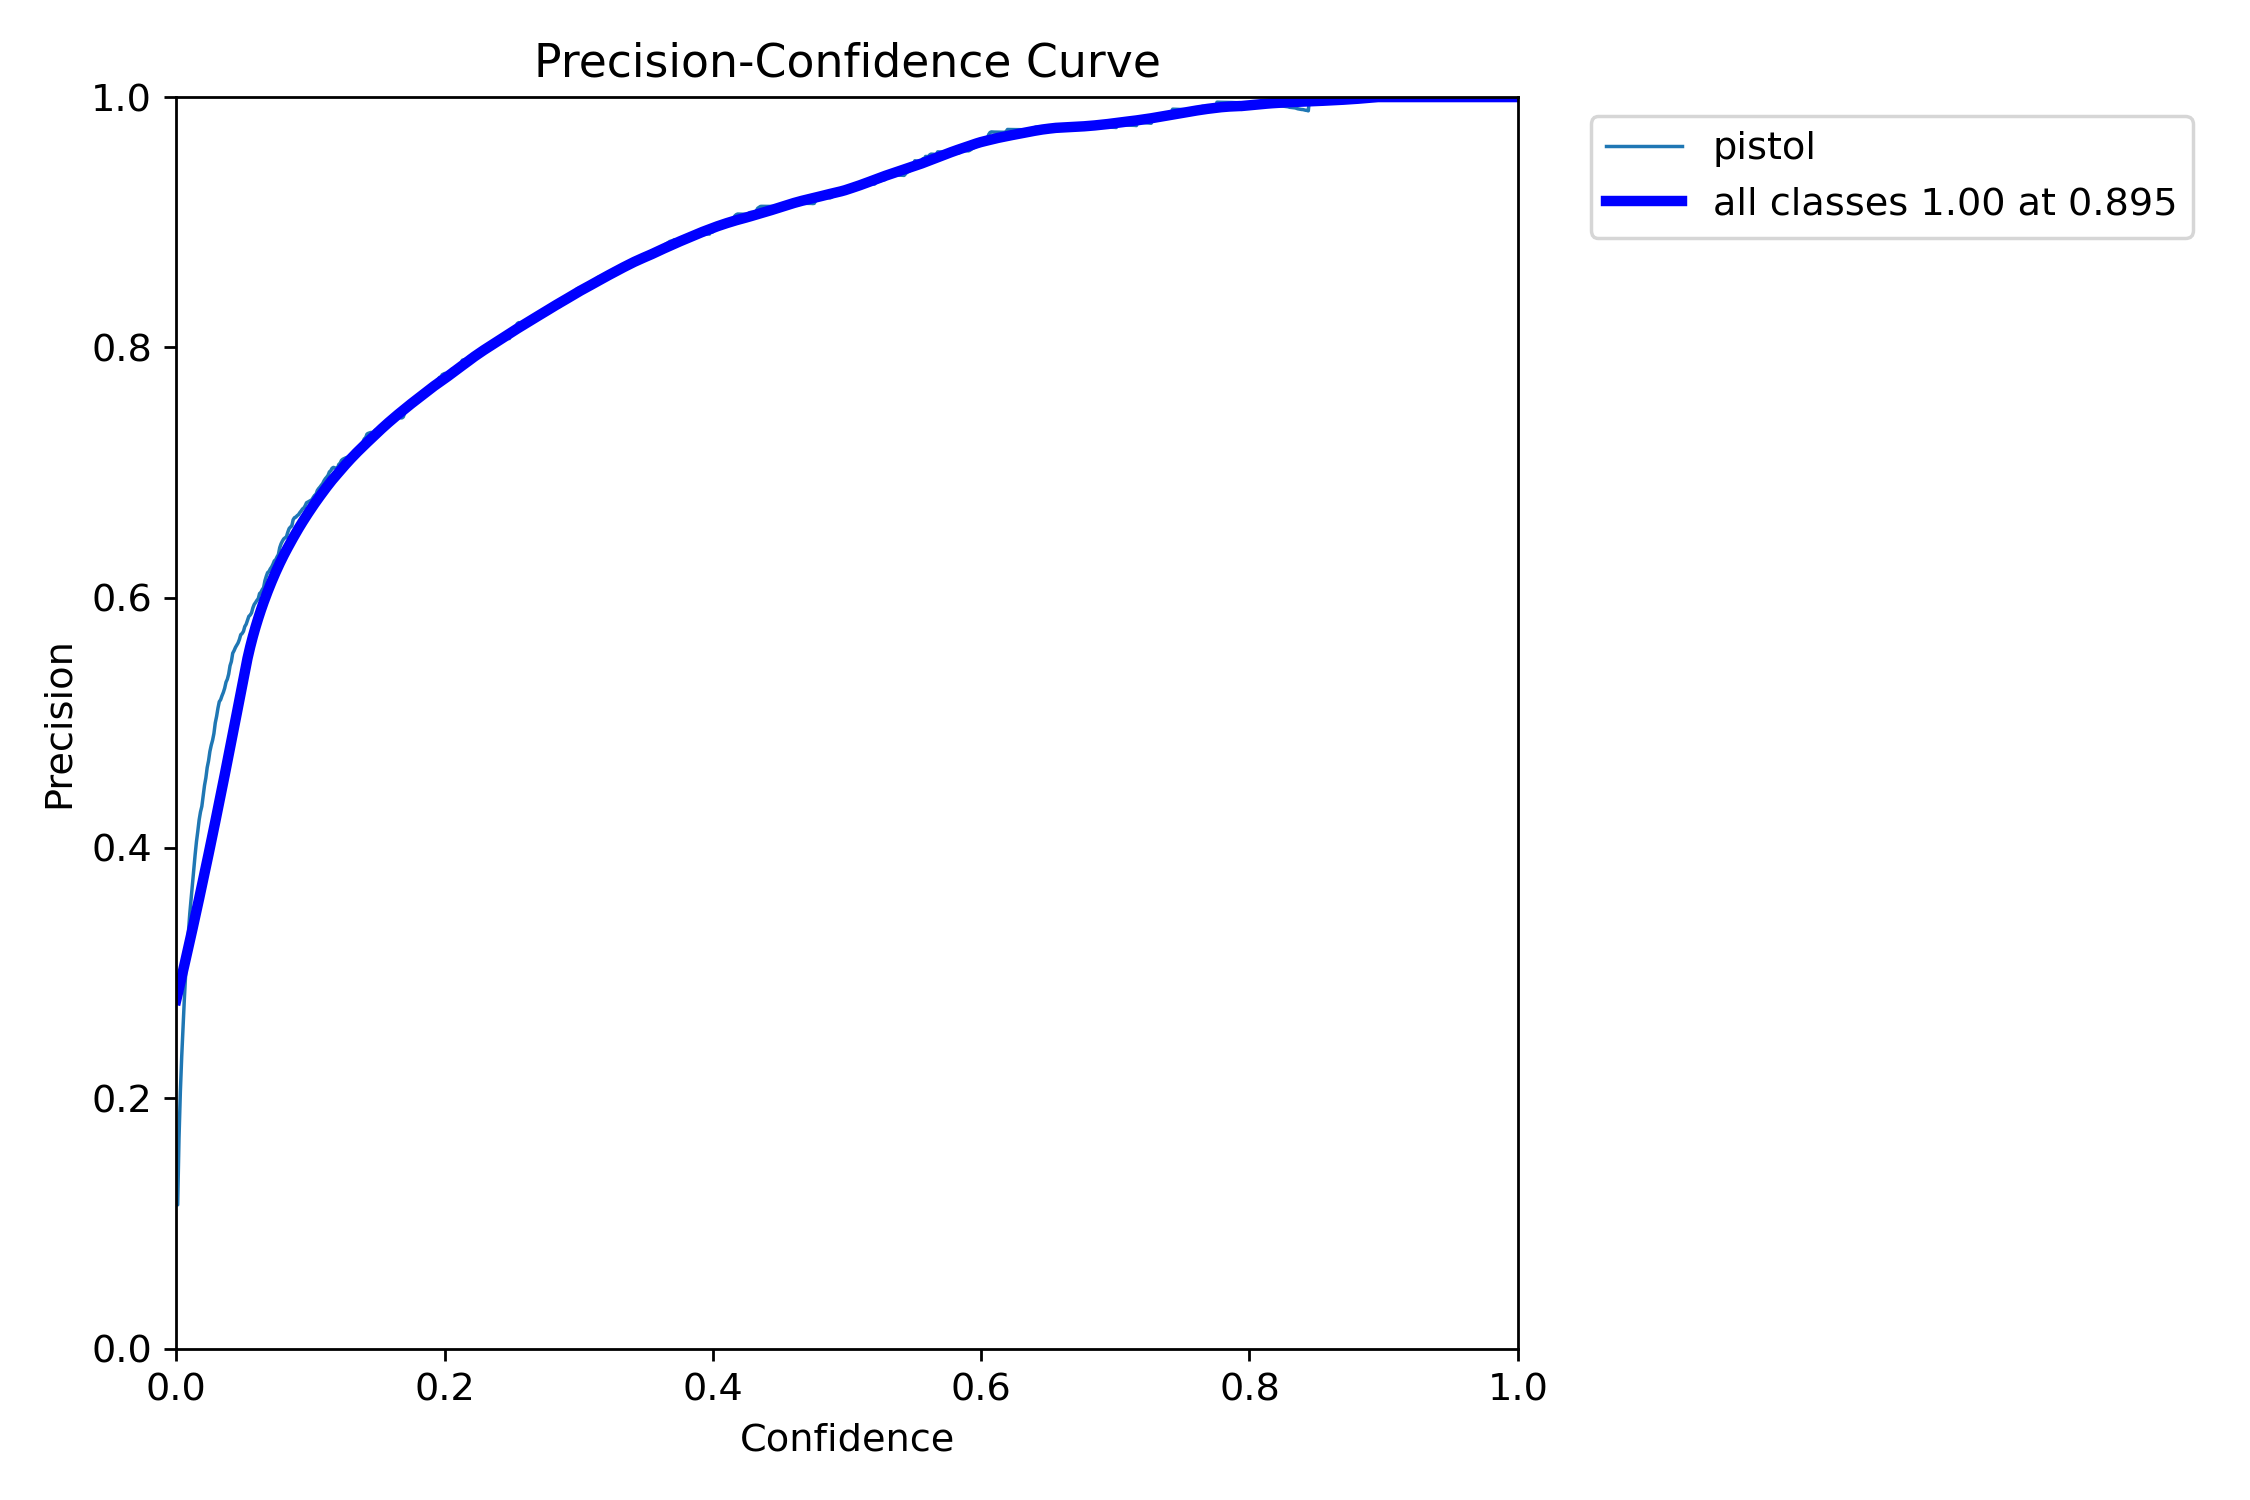 Precision-Confidence Curve
1.0
0.8
0.6
0.4
0.2
0.0
Precision
0.0 0.2 0.4 0.6 0.8 1.0
Confidence
pistol
all classes 1.00 at 0.895